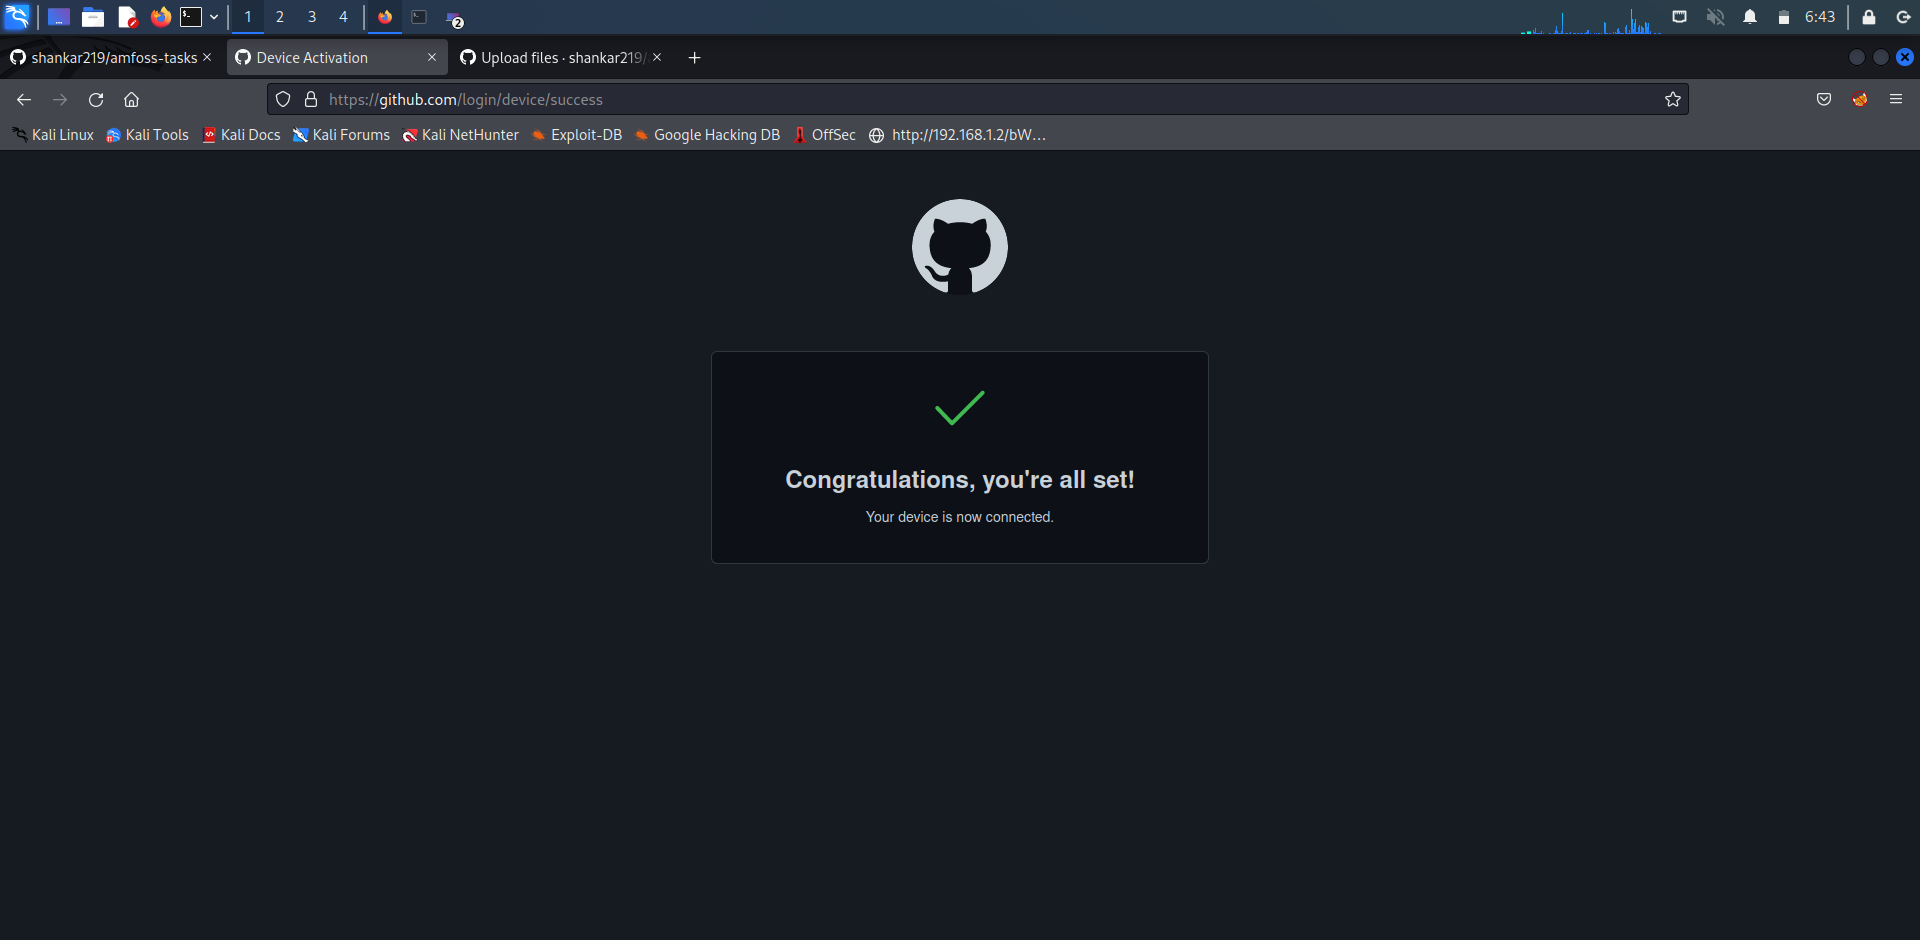 1 2 3 4 2 6:43
shankar219/amfoss-tasks Device Activation Upload files · shankar219/
https://github.com/login/device/success
Kali Linux Kali Tools Kali Docs Kali Forums Kali NetHunter Exploit-DB Google Hacking DB OffSec http://192.168.1.2/bW…
Congratulations, you're all set!
Your device is now connected.